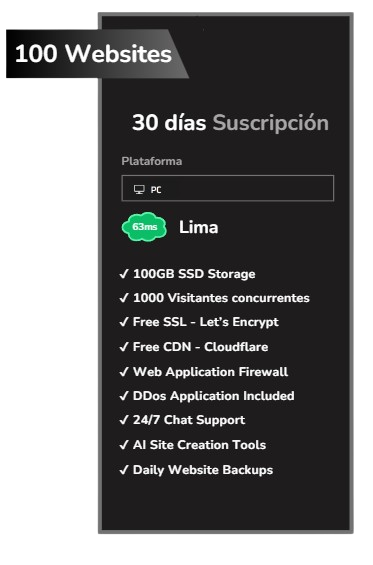 100 Websites
30 días Suscripción
Plataforma
PC
63ms Lima
✓ 100GB SSD Storage
✓ 1000 Visitantes concurrentes
✓ Free SSL - Let's Encrypt
✓ Free CDN - Cloudflare
✓ Web Application Firewall
✓ DDos Application Included
✓ 24/7 Chat Support
✓ AI Site Creation Tools
✓ Daily Website Backups